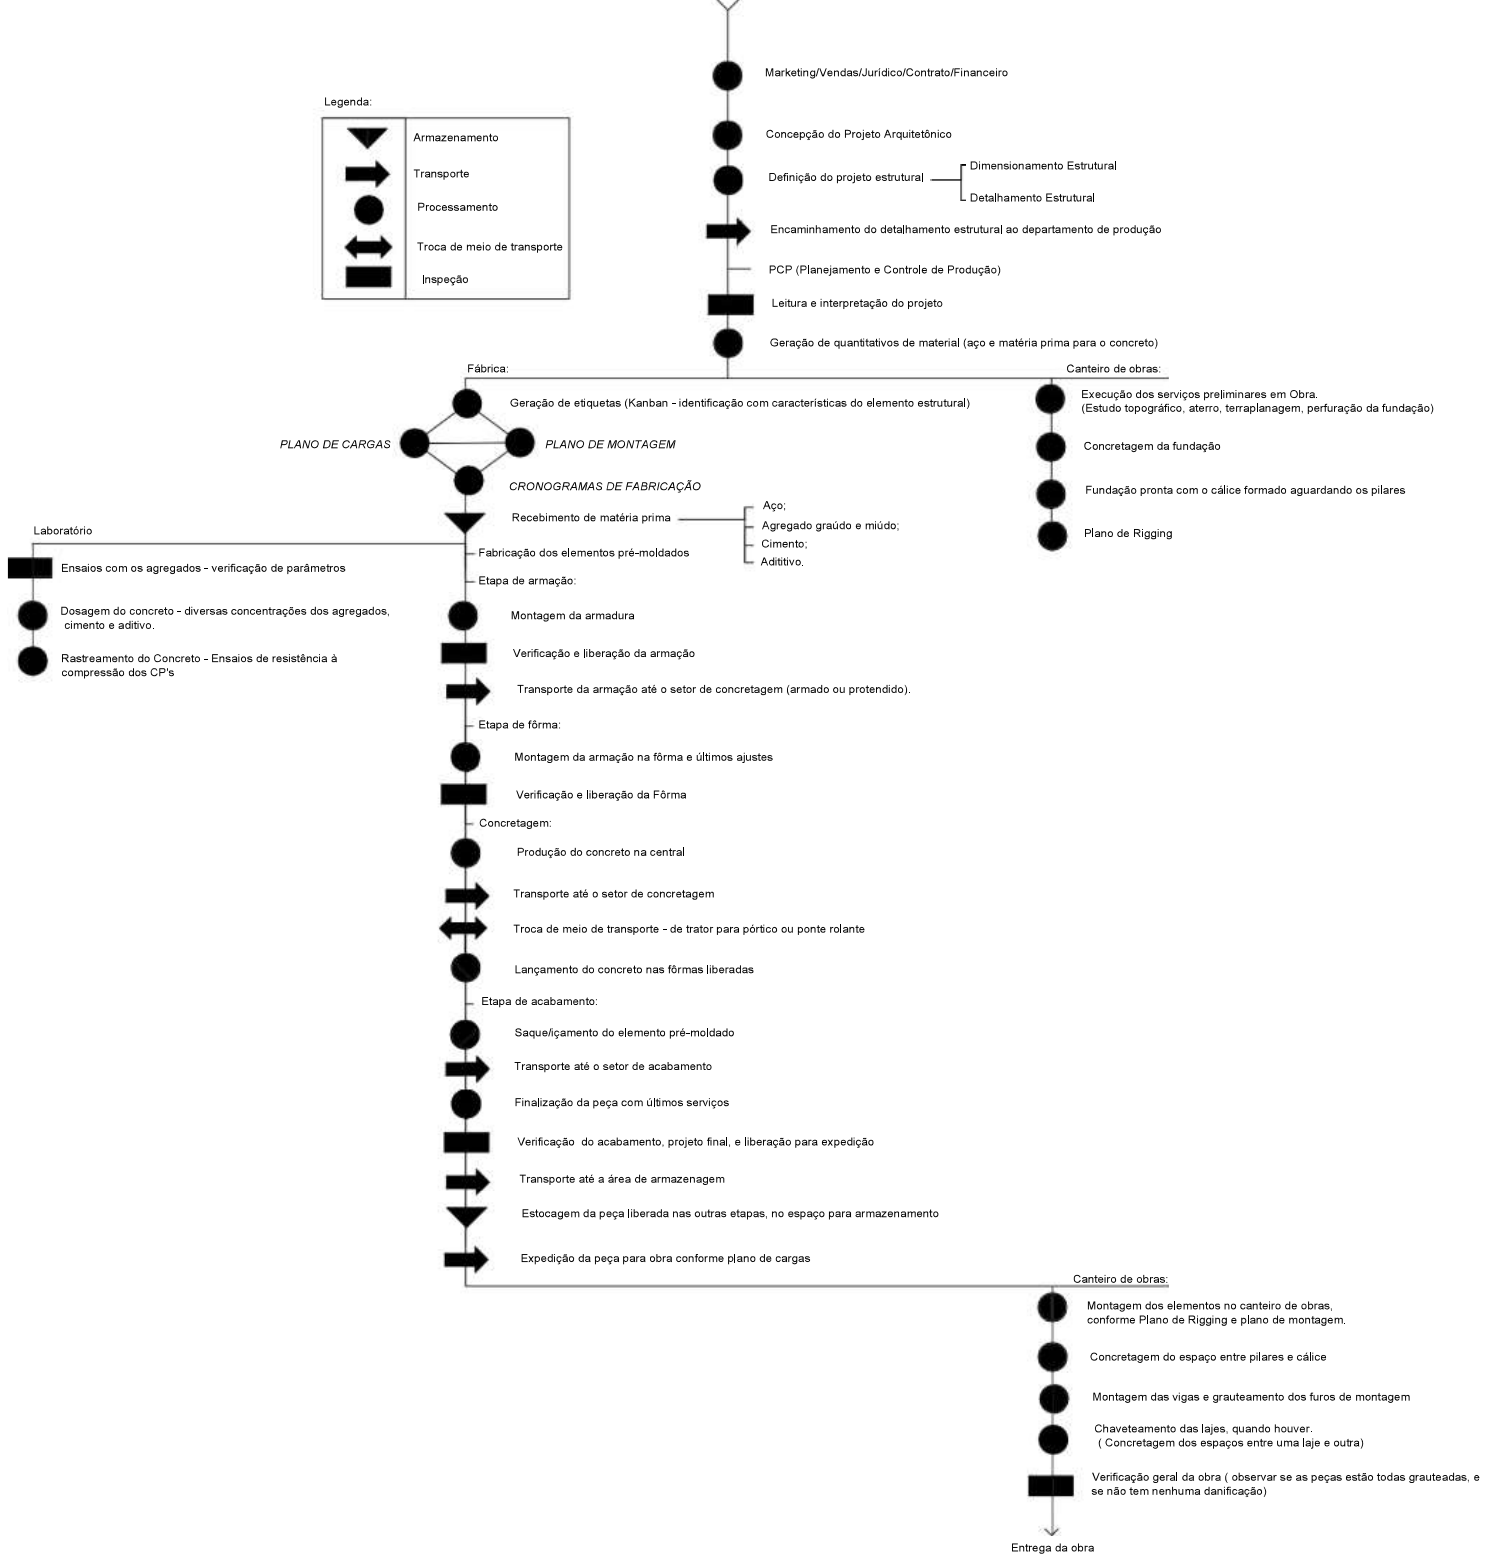 Marketing/Vendas/Jurídico/Contrato/Financeiro
Legenda:
Armazenamento
Transporte
Processamento
Troca de meio de transporte
Inspeção
Concepção do Projeto Arquitetônico
Definição do projeto estrutural
Dimensionamento Estrutural
Detalhamento Estrutural
Encaminhamento do detalhamento estrutural ao departamento de produção
PCP (Planejamento e Controle de Produção)
Leitura e interpretação do projeto
Geração de quantitativos de material (aço e matéria prima para o concreto)
Fábrica:
Canteiro de obras:
Geração de etiquetas (Kanban - identificação com características do elemento estrutural)
PLANO DE CARGAS
PLANO DE MONTAGEM
CRONOGRAMAS DE FABRICAÇÃO
Execução dos serviços preliminares em Obra.
(Estudo topográfico, aterro, terraplanagem, perfuração da fundação)
Concretagem da fundação
Fundação pronta com o cálice formado aguardando os pilares
Plano de Rigging
Recebimento de matéria prima
Aço;
Agregado graúdo e miúdo;
Cimento;
Adititivo.
Laboratório
Ensaios com os agregados - verificação de parâmetros
Dosagem do concreto - diversas concentrações dos agregados,
cimento e aditivo.
Rastreamento do Concreto - Ensaios de resistência à
compressão dos CP's
Fabricação dos elementos pré-moldados
Etapa de armação:
Montagem da armadura
Verificação e liberação da armação
Transporte da armação até o setor de concretagem (armado ou protendido).
Etapa de fôrma:
Montagem da armação na fôrma e últimos ajustes
Verificação e liberação da Fôrma
Concretagem:
Produção do concreto na central
Transporte até o setor de concretagem
Troca de meio de transporte - de trator para pórtico ou ponte rolante
Lançamento do concreto nas fôrmas liberadas
Etapa de acabamento:
Saque/içamento do elemento pré-moldado
Transporte até o setor de acabamento
Finalização da peça com últimos serviços
Verificação do acabamento, projeto final, e liberação para expedição
Transporte até a área de armazenagem
Estocagem da peça liberada nas outras etapas, no espaço para armazenamento
Expedição da peça para obra conforme plano de cargas
Canteiro de obras:
Montagem dos elementos no canteiro de obras,
conforme Plano de Rigging e plano de montagem.
Concretagem do espaço entre pilares e cálice
Montagem das vigas e grauteamento dos furos de montagem
Chaveteamento das lajes, quando houver.
( Concretagem dos espaços entre uma laje e outra)
Verificação geral da obra ( observar se as peças estão todas grauteadas, e
se não tem nenhuma danificação)
Entrega da obra